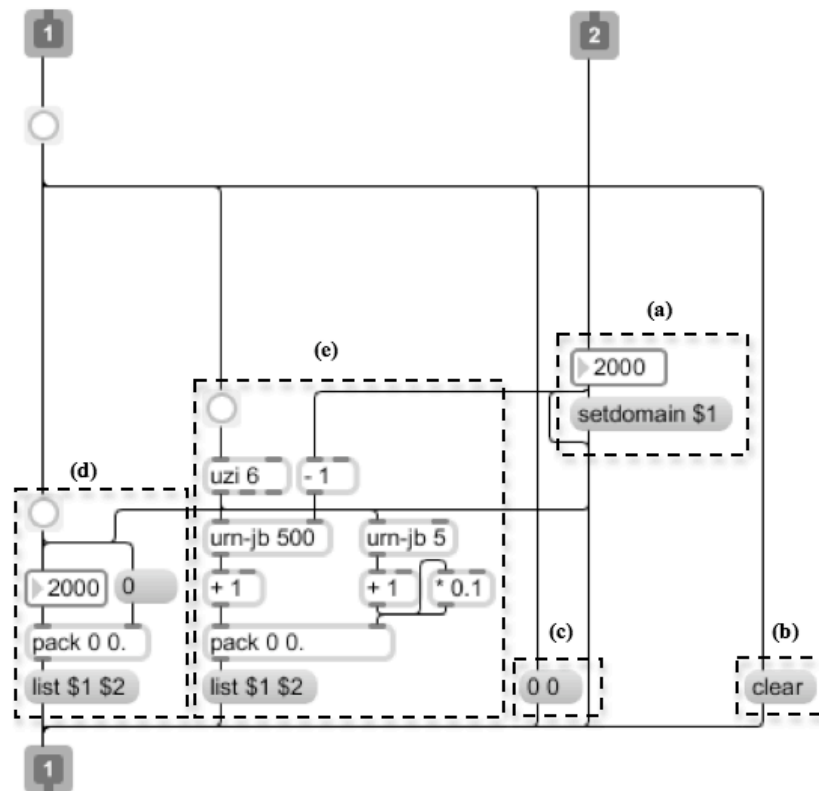 1
2
(a)
2000
(e)
setdomain $1
(d)
uzi 6
- 1
urn-jb 500
urn-jb 5
2000
0
+ 1
+ 1
* 0.1
(c)
(b)
pack 0 0.
pack 0 0.
list $1 $2
list $1 $2
0 0
clear
1